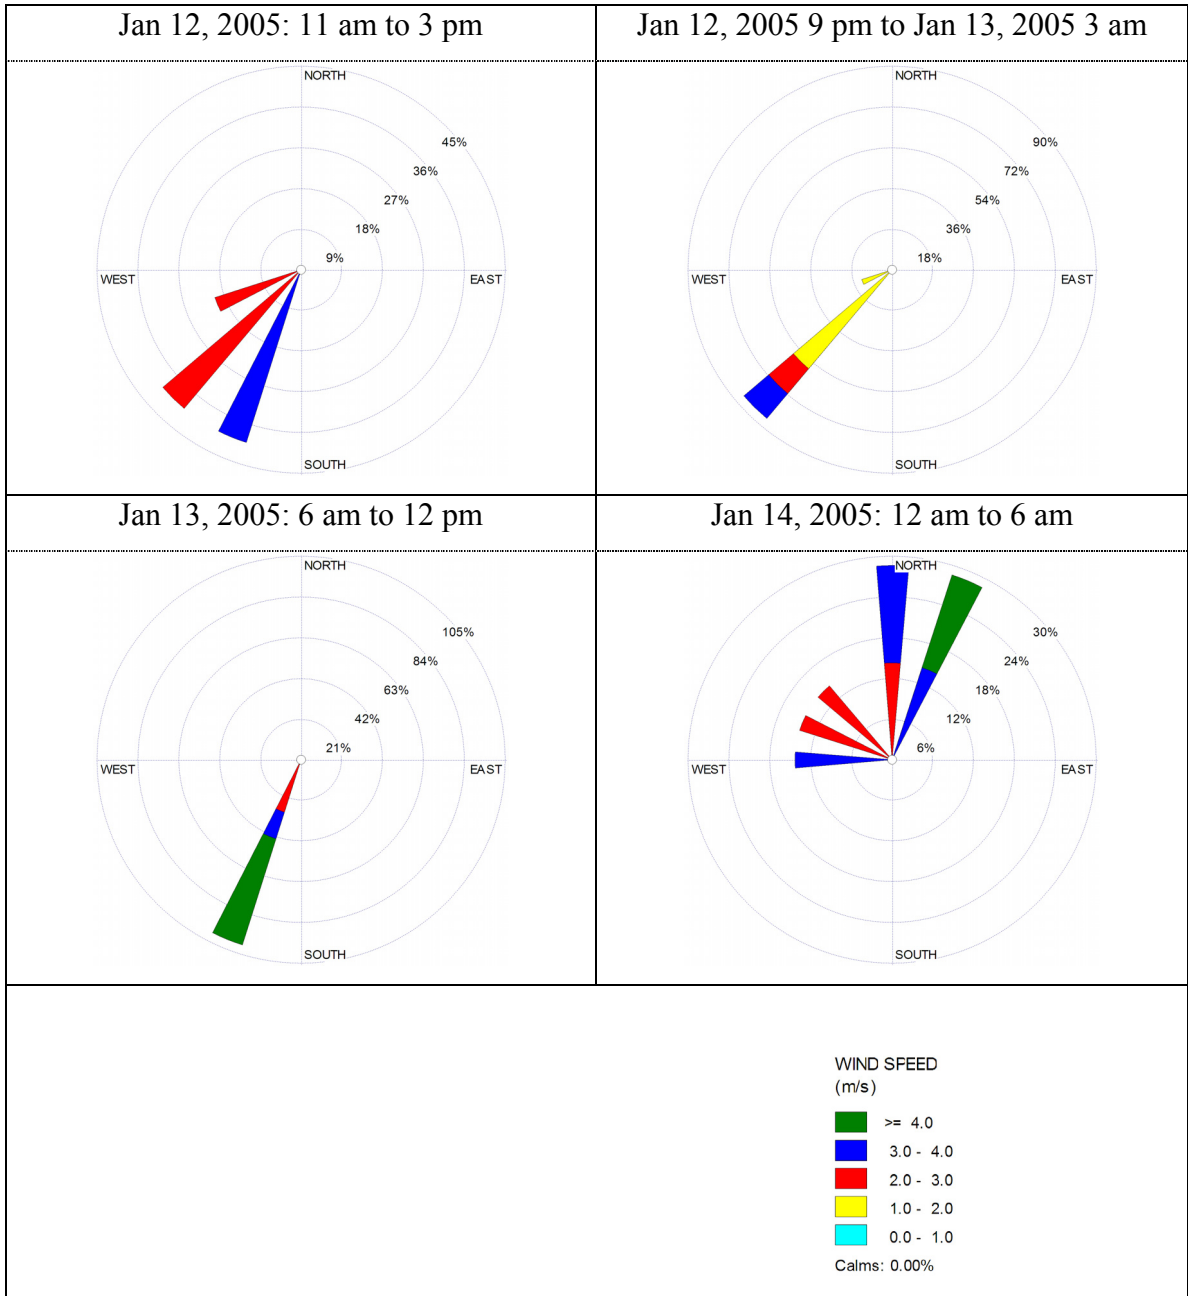 Jan 12, 2005: 11 am to 3 pm
Jan 12, 2005 9 pm to Jan 13, 2005 3 am
NORTH
45%
36%
27%
18%
9%
WEST
EAST
SOUTH
NORTH
90%
72%
54%
36%
18%
WEST
EAST
SOUTH
Jan 13, 2005: 6 am to 12 pm
Jan 14, 2005: 12 am to 6 am
NORTH
105%
84%
63%
42%
21%
WEST
EAST
SOUTH
NORTH
30%
24%
18%
12%
6%
WEST
EAST
SOUTH
WIND SPEED
(m/s)
>= 4.0
3.0 - 4.0
2.0 - 3.0
1.0 - 2.0
0.0 - 1.0
Calms: 0.00%